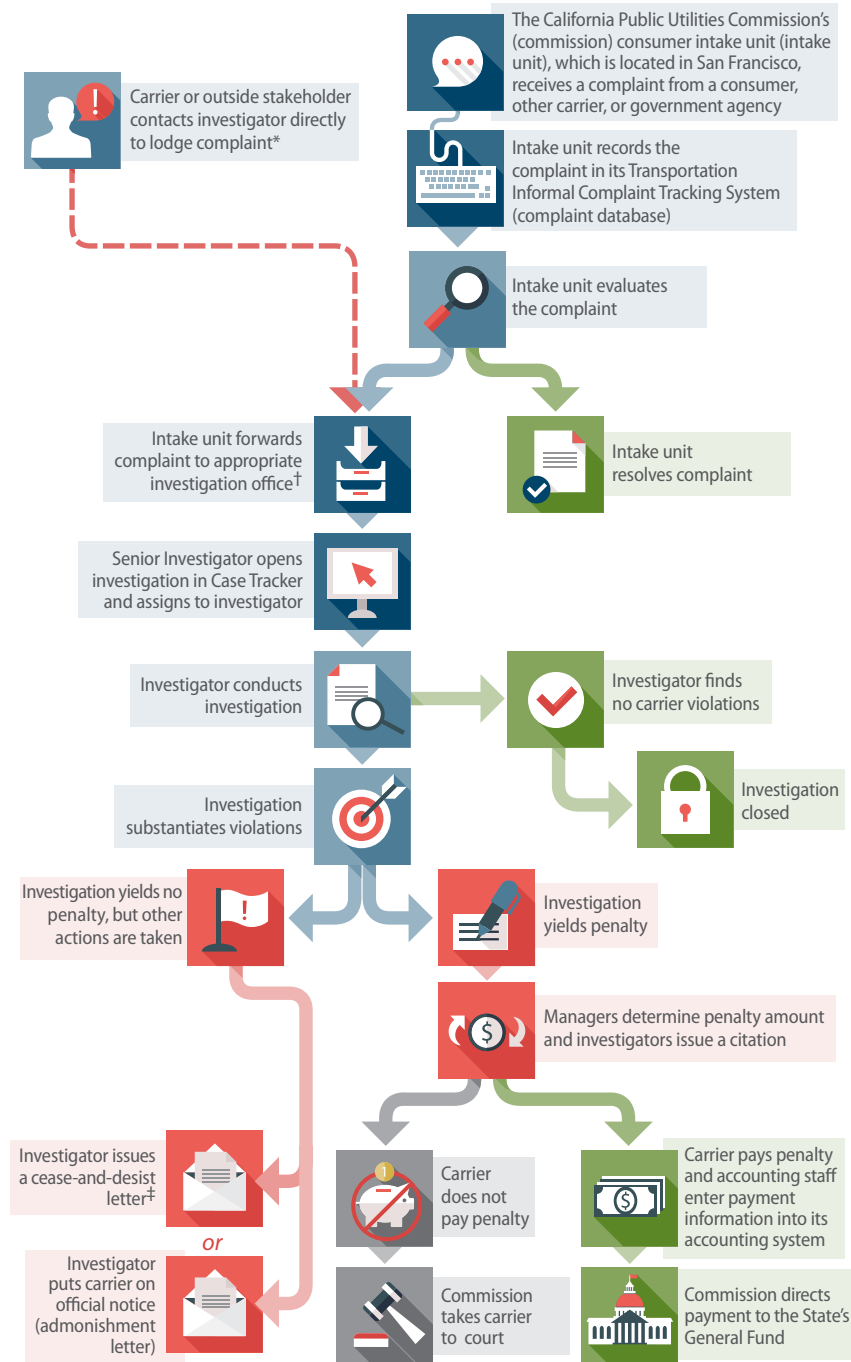 The California Public Utilities Commission's
(commission) consumer intake unit (intake
unit), which is located in San Francisco,
receives a complaint from a consumer,
other carrier, or government agency
Carrier or outside stakeholder
contacts investigator directly
to lodge complaint*
Intake unit records the
complaint in its Transportation
Informal Complaint Tracking System
(complaint database)
Intake unit evaluates
the complaint
Intake unit forwards
complaint to appropriate
investigation office†
Intake unit
resolves complaint
Senior Investigator opens
investigation in Case Tracker
and assigns to investigator
Investigator conducts
investigation
Investigator finds
no carrier violations
Investigation
closed
Investigation
substantiates violations
Investigation yields no
penalty, but other
actions are taken
Investigation
yields penalty
Managers determine penalty amount
and investigators issue a citation
Investigator issues
a cease-and-desist
letter‡
or
Investigator
puts carrier on
official notice
(admonishment
letter)
Carrier
does not
pay penalty
Commission
takes carrier
to court
Carrier pays penalty
and accounting staff
enter payment
information into its
accounting system
Commission directs
payment to the State's
General Fund